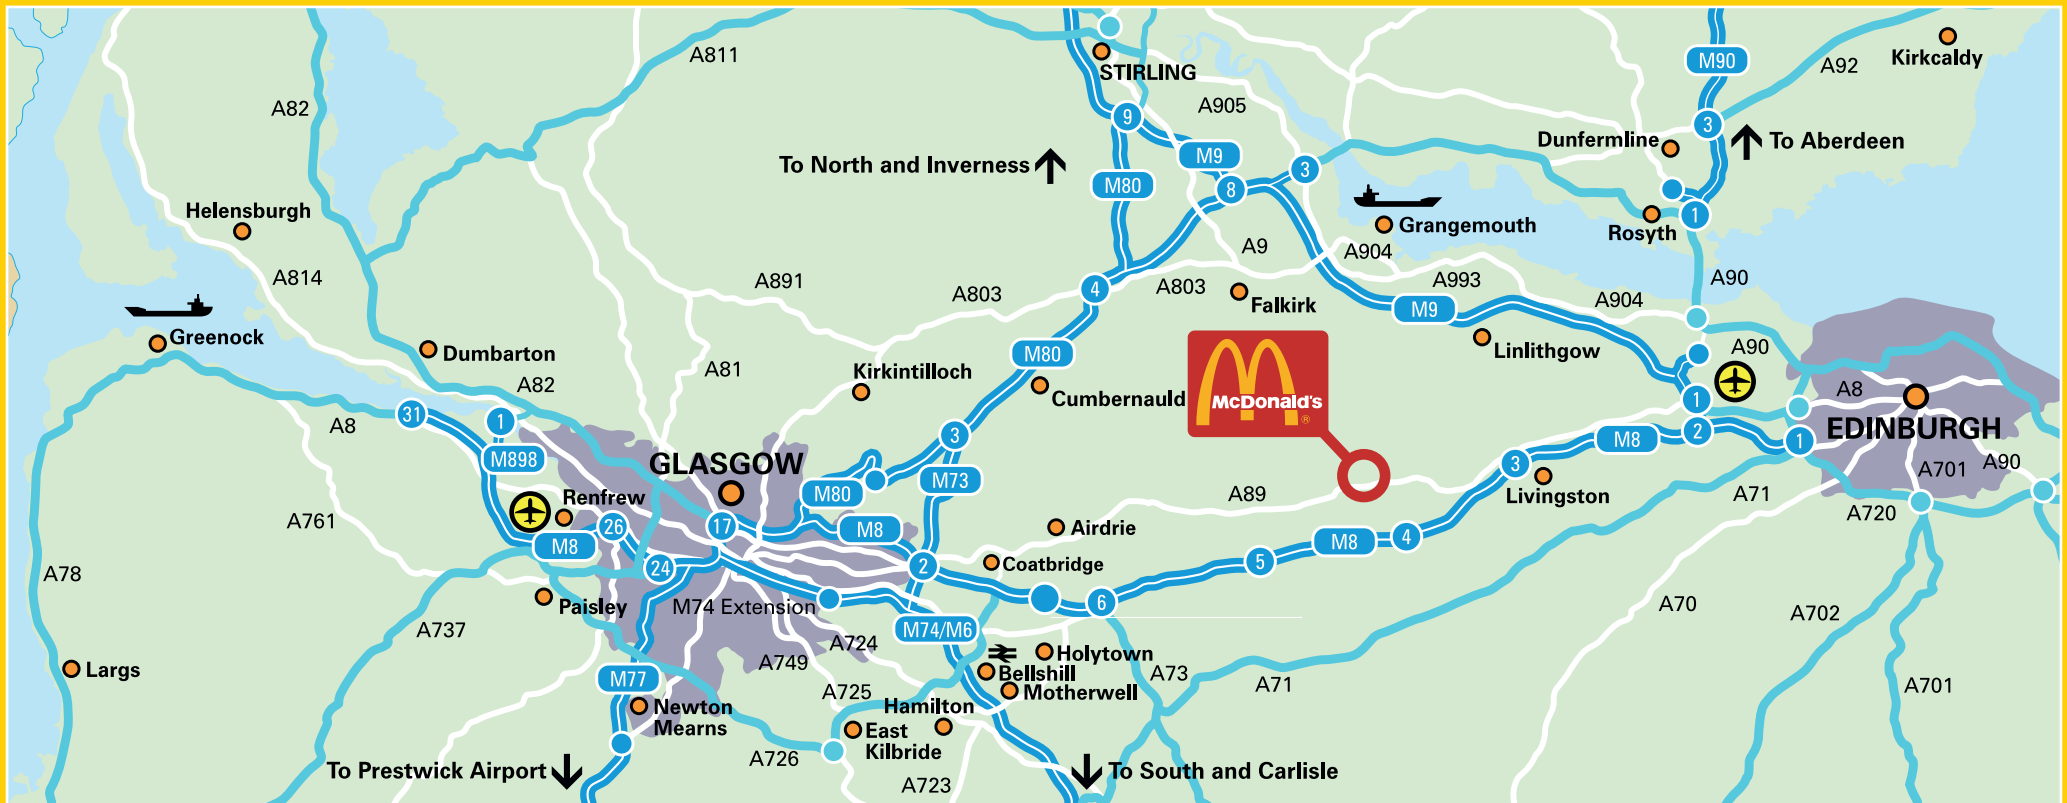 A811
STIRLING
A905
M90
A92
Kirkcaldy
A82
9
3
Dunfermline
To Aberdeen
To North and Inverness
M9
3
M80
8
Helensburgh
Grangemouth
1
Rosyth
A9
A904
A814
A891
A803
4
A803
A993
A90
Falkirk
M9
A904
Greenock
Dumbarton
M80
Linlithgow
A90
A82
A81
Kirkintilloch
Cumbernauld
McDonald's
®
A8
1
31
A8
1
3
M8
2
1
EDINBURGH
M898
GLASGOW
3
A701
A90
Renfrew
M80
M73
A89
Livingston
A71
A761
26
17
M8
Airdrie
A720
M8
M8
4
24
2
Coatbridge
5
A78
6
Paisley
M74 Extension
A70
A702
A737
A724
M74/M6
Holytown
A749
Bellshill
A73
A71
Largs
M77
A725
Motherwell
A701
Newton
Mearns
Hamilton
East
Kilbride
A726
To Prestwick Airport
A723
To South and Carlisle